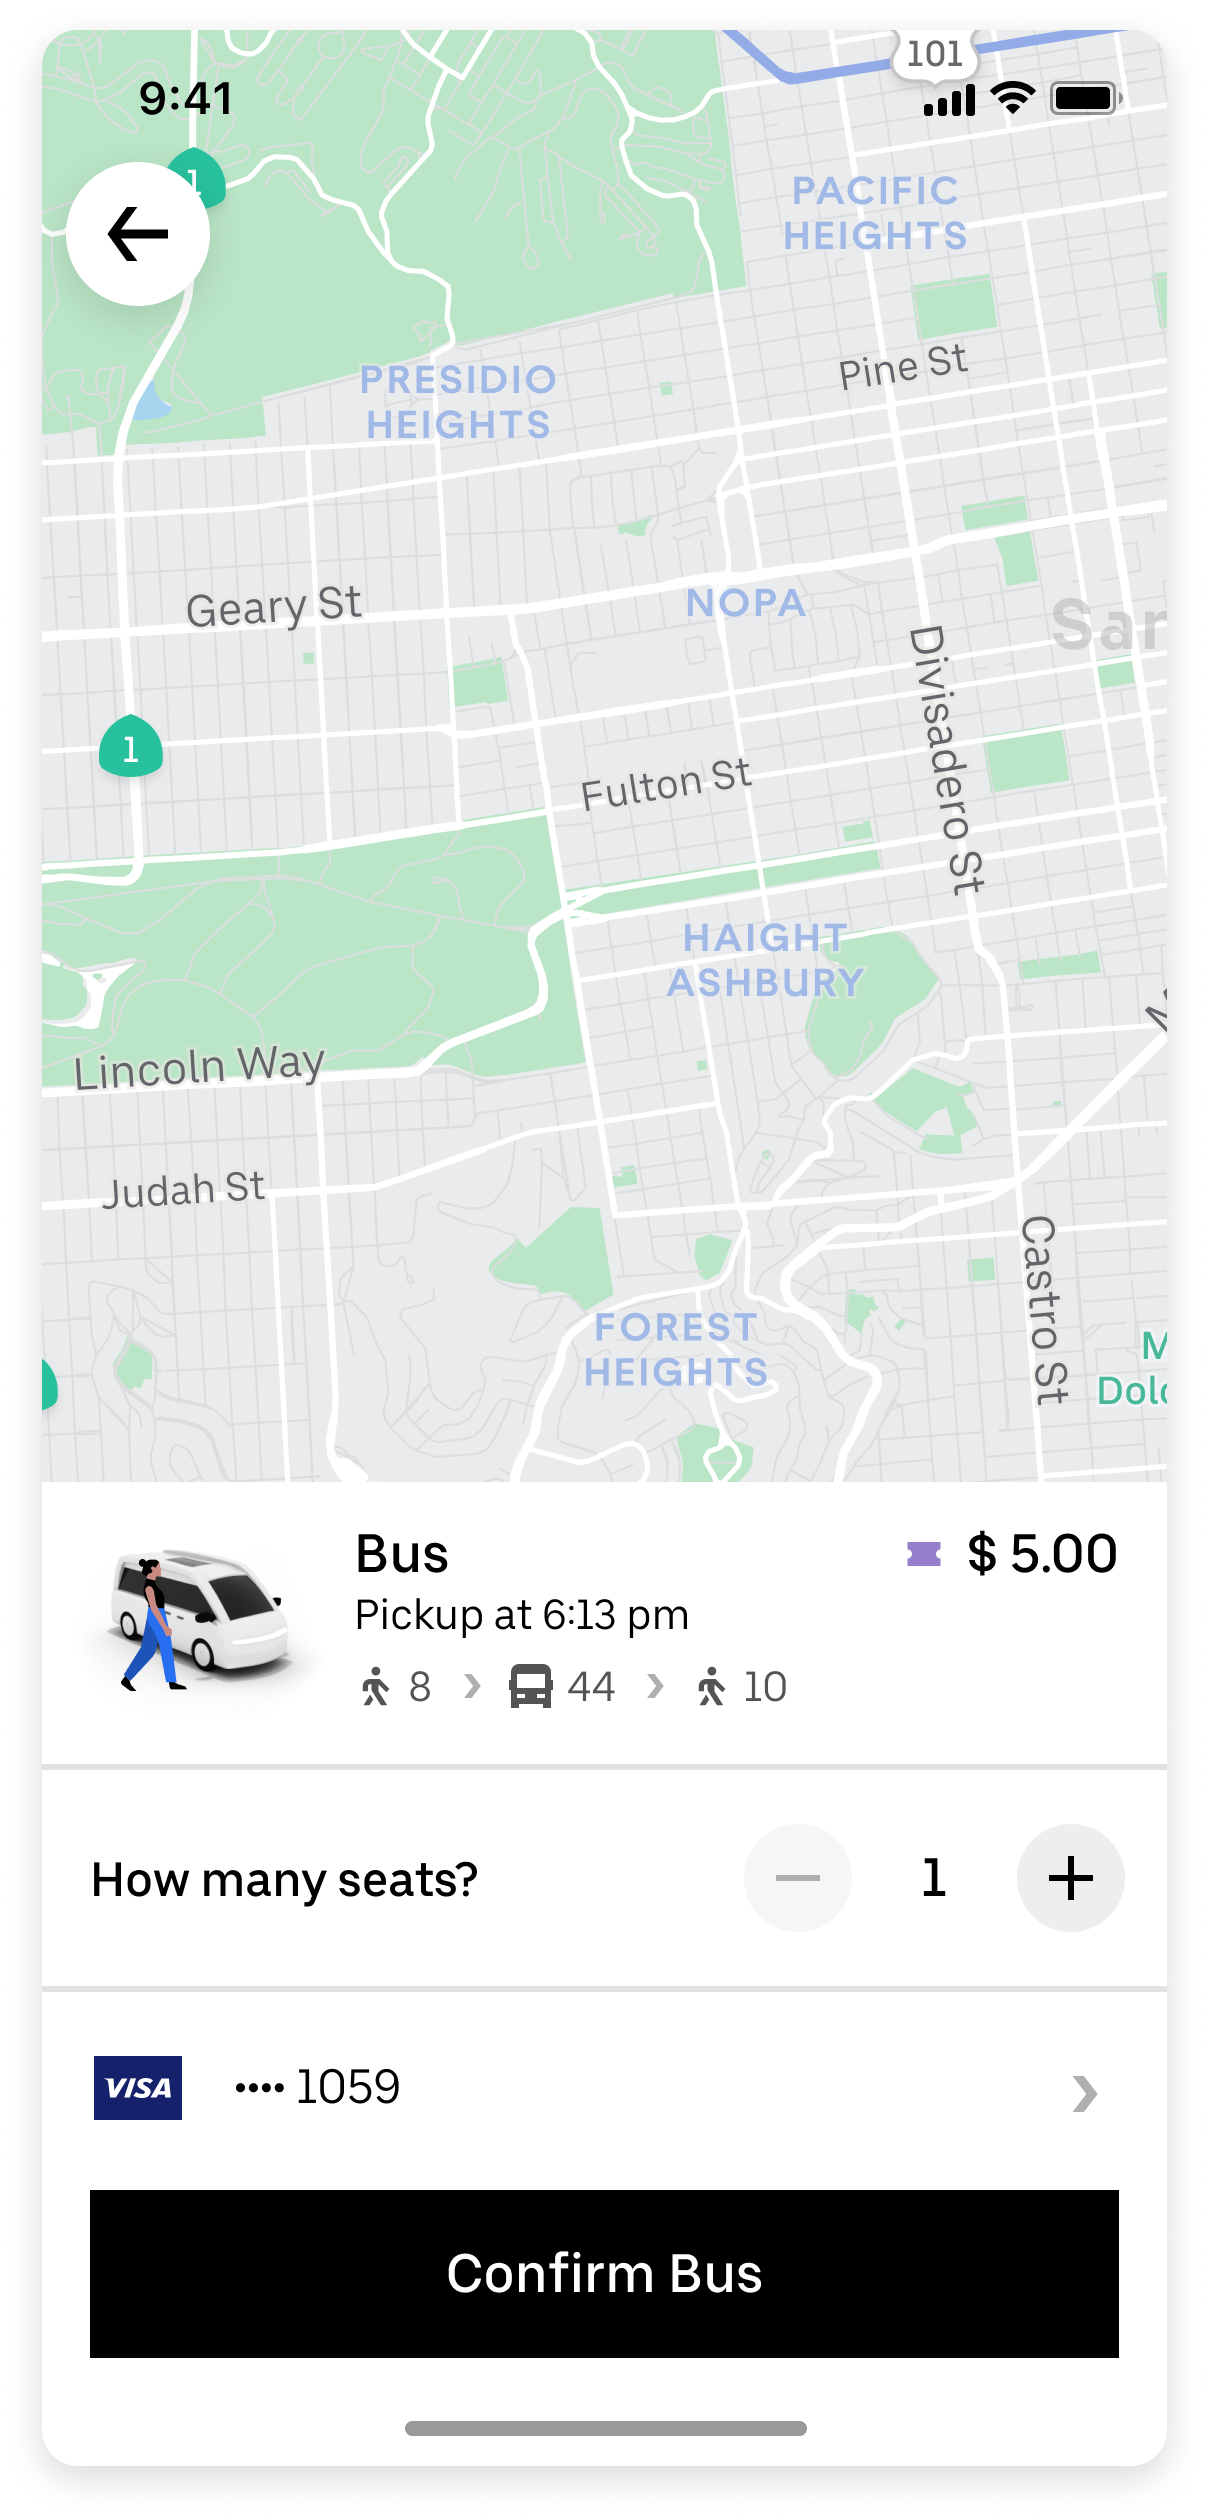 101
9:41
1
PACIFIC
HEIGHTS
Pine St
PRESIDIO
HEIGHTS
Geary St
NOPA
Divisadero St
1
Fulton St
HAIGHT
ASHBURY
Lincoln Way
Judah St
Castro St
FOREST
HEIGHTS
Bus
$ 5.00
Pickup at 6:13 pm
8 › 44 › 10
How many seats?
1
VISA
•••• 1059
Confirm Bus